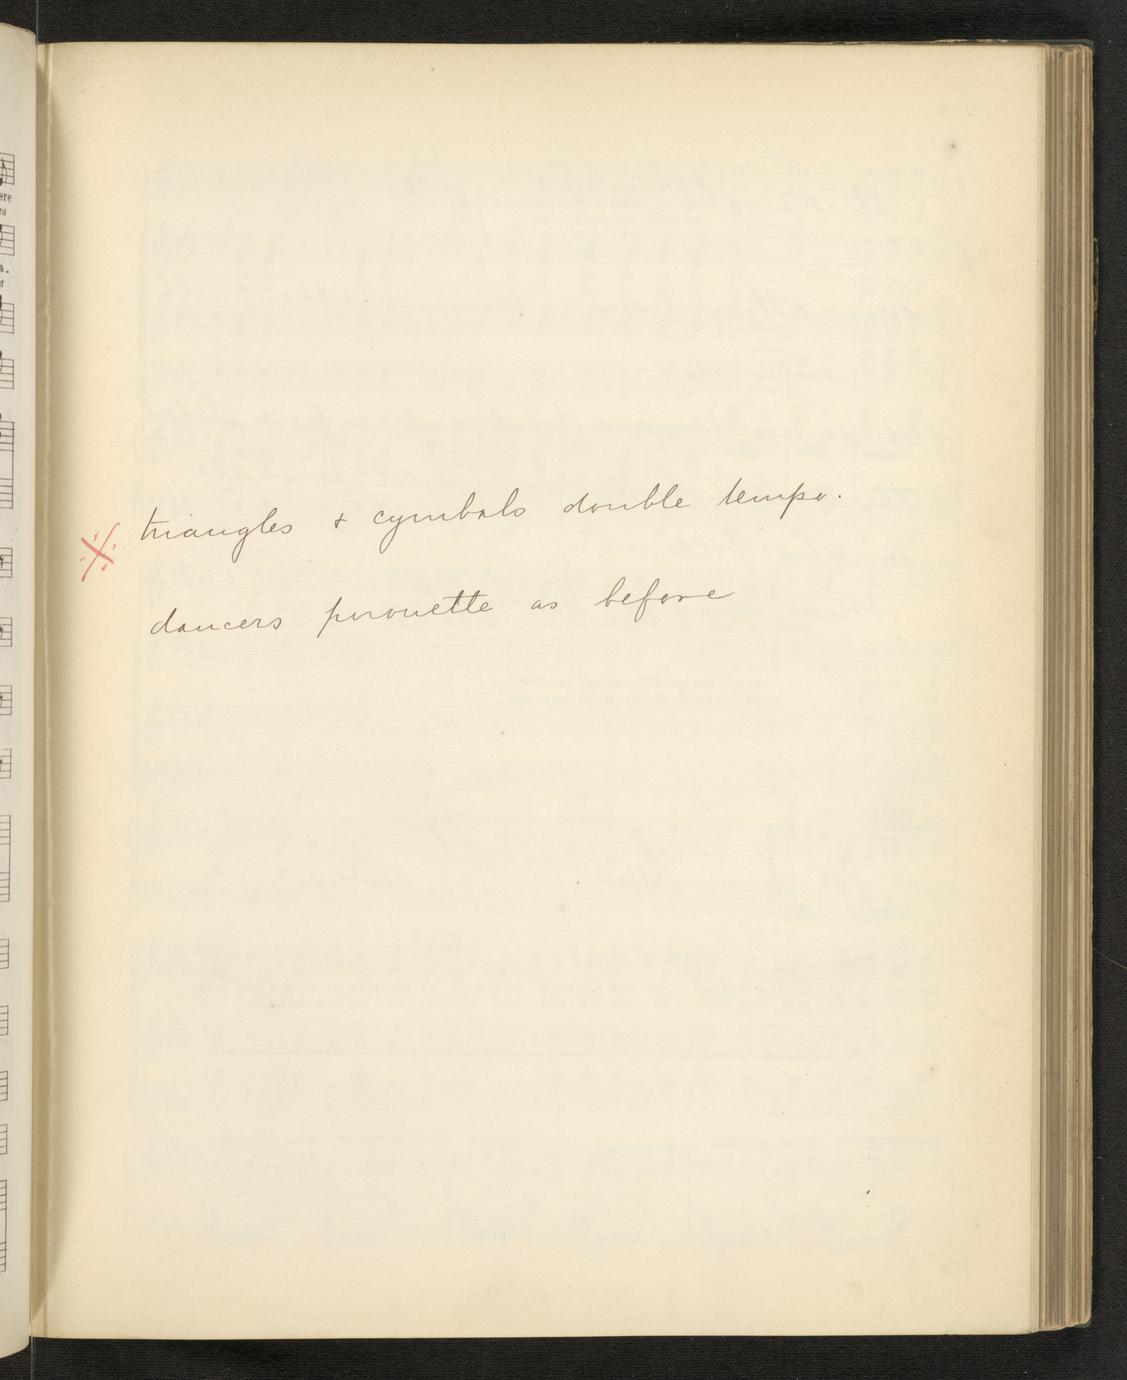 triangles & cymbals double tempo.
dancers pirouette as before